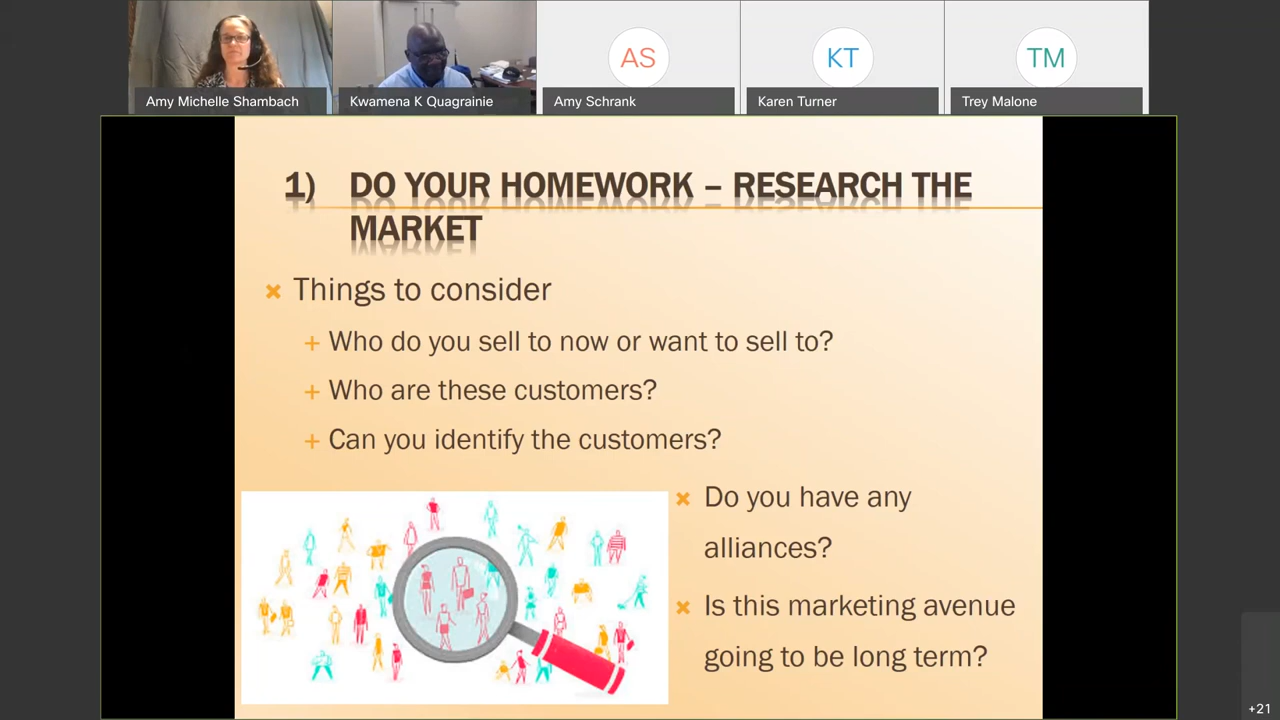 AS
KT
TM
Amy Michelle Shambach
Kwamena K Quagrainie
Amy Schrank
Karen Turner
Trey Malone
1) DO YOUR HOMEWORK – RESEARCH THE
MARKET
Things to consider
Who do you sell to now or want to sell to?
Who are these customers?
Can you identify the customers?
Do you have any
alliances?
Is this marketing avenue
going to be long term?
+21